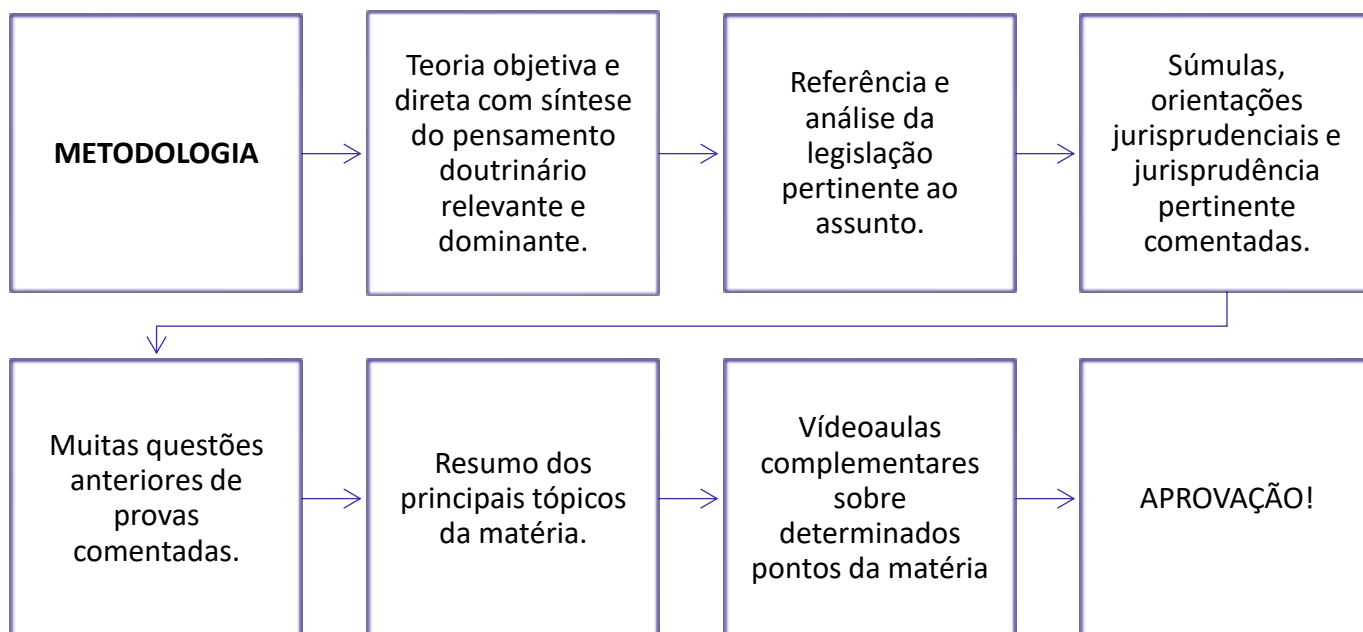 METODOLOGIA
Teoria objetiva e
direta com síntese
do pensamento
doutrinário
relevante e
dominante.
Referência e
análise da
legislação
pertinente ao
assunto.
Súmulas,
orientações
jurisprudenciais e
jurisprudência
pertinente
comentadas.
Muitas questões
anteriores de
provas
comentadas.
Resumo dos
principais tópicos
da matéria.
Vídeoaulas
complementares
sobre
determinados
pontos da matéria
APROVAÇÃO!